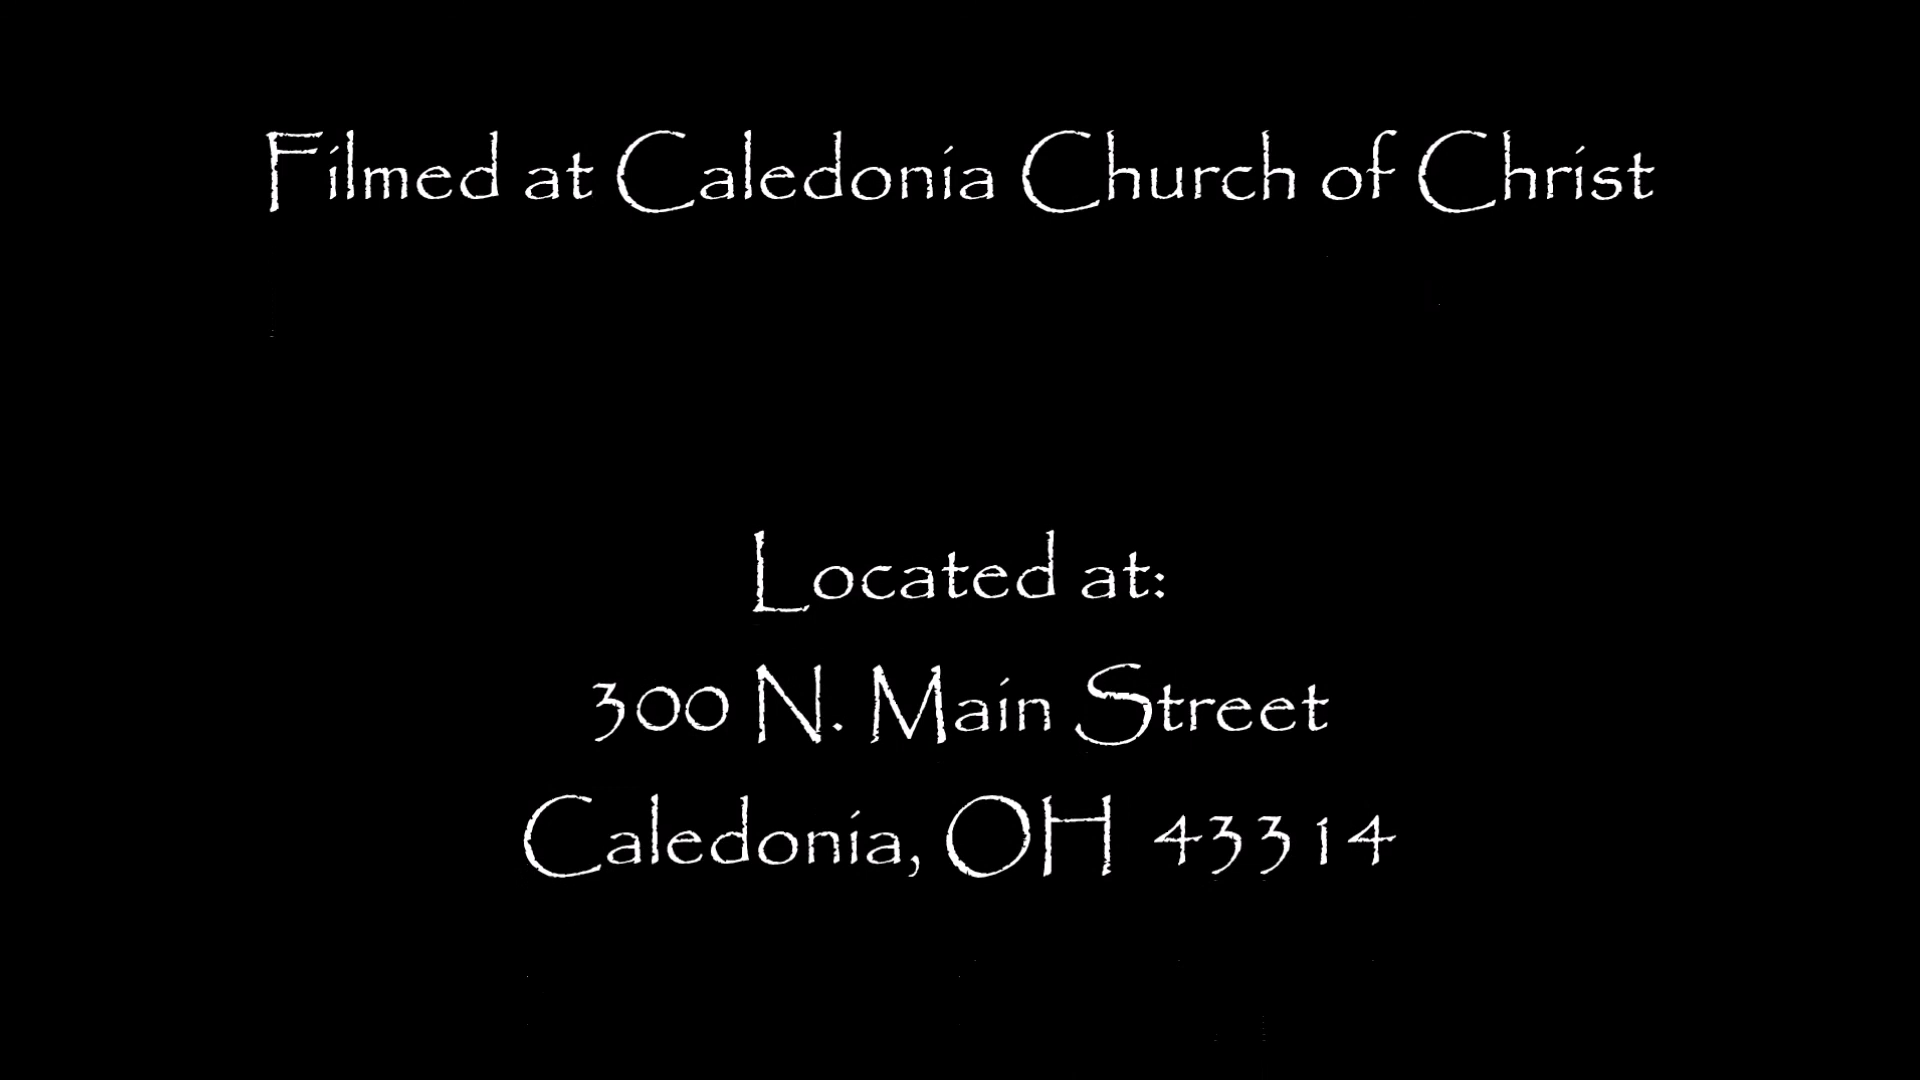 Filmed at Caledonia Church of Christ
Located at:
300 N. Main Street
Caledonia, OH 43314